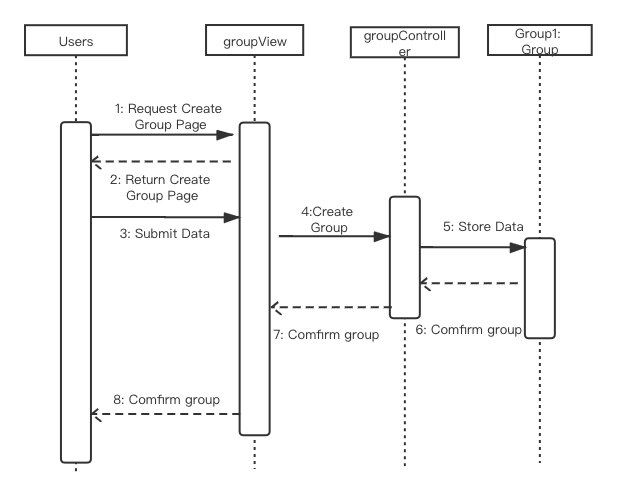 Users
groupView
groupControll
er
Group1:
Group
1: Request Create
Group Page
2: Return Create
Group Page
3: Submit Data
4:Create
Group
5: Store Data
6: Comfirm group
7: Comfirm group
8: Comfirm group